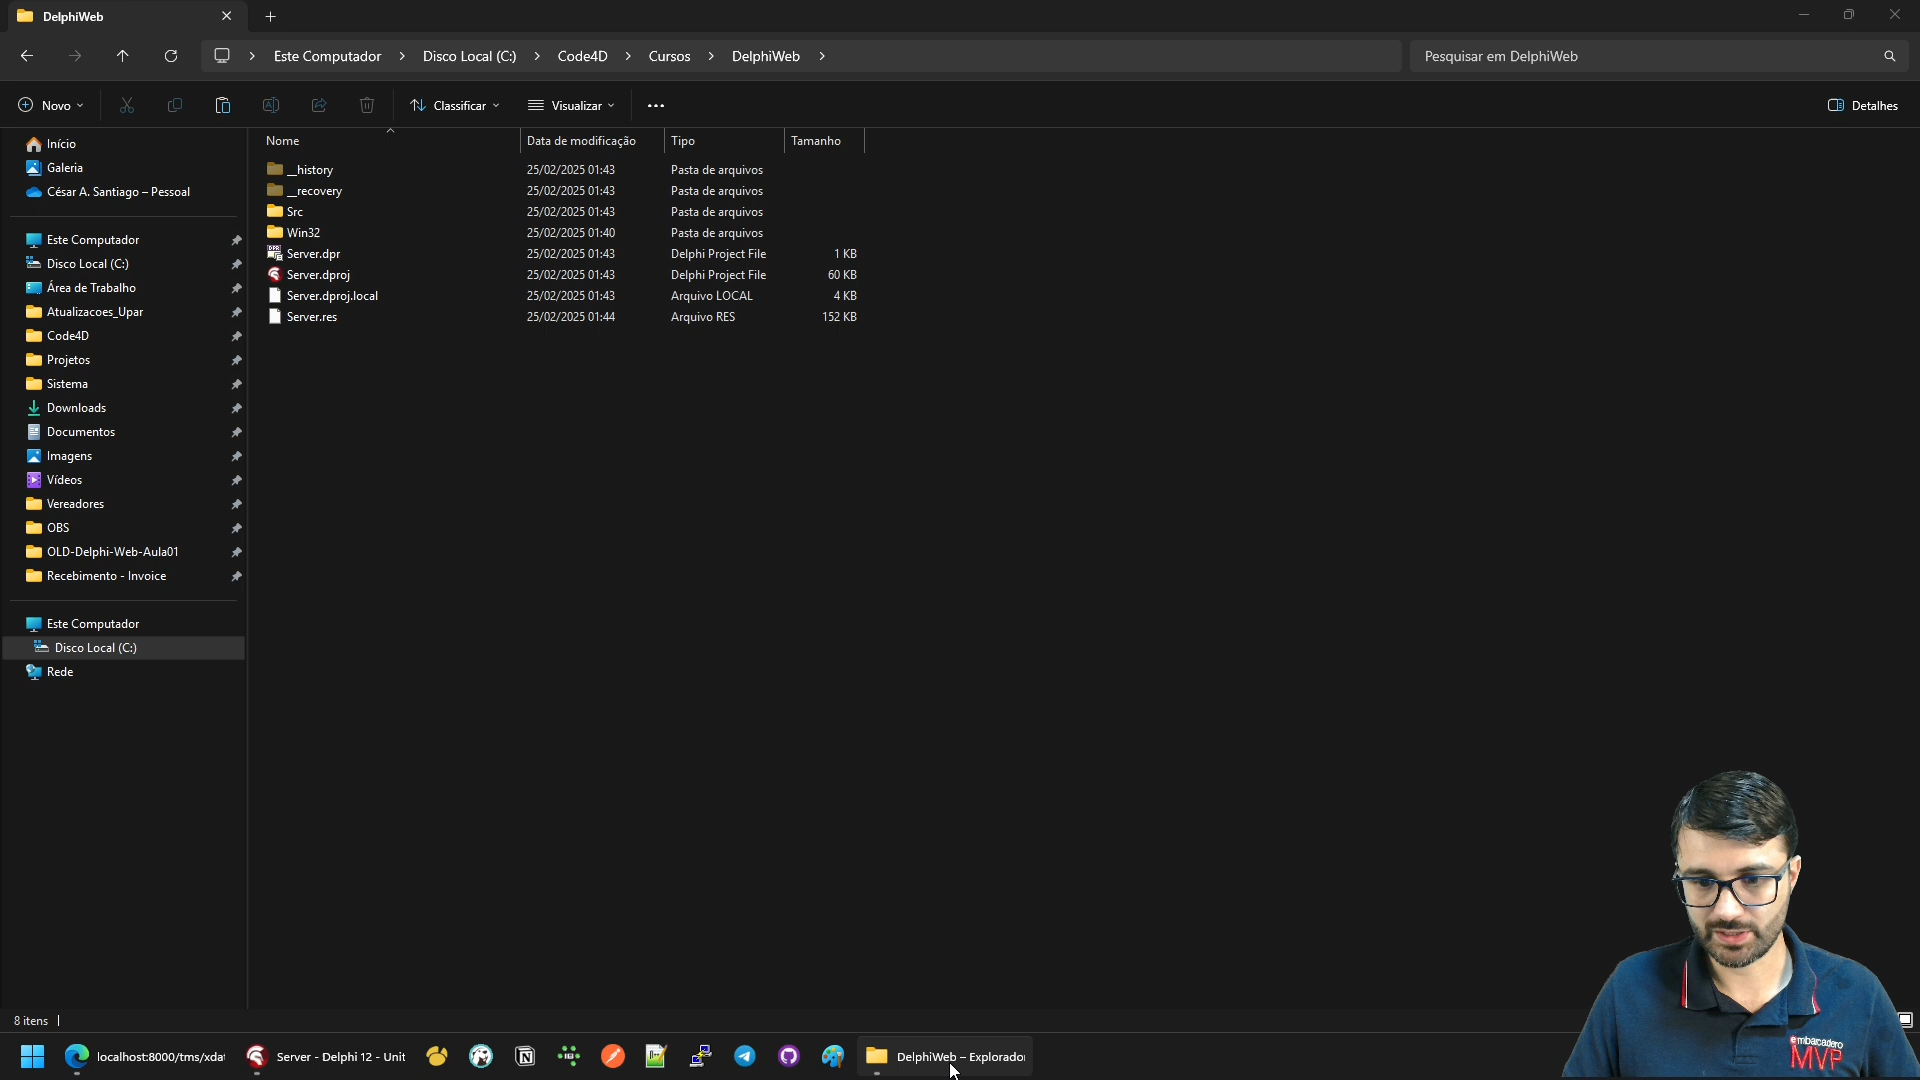 DelphiWeb
Este Computador
Disco Local (C:)
Code4D
Cursos
DelphiWeb
Pesquisar em DelphiWeb
Novo
Classificar
Visualizar
Detalhes
Nome
Data de modificação
Tipo
Tamanho
Início
Galeria
César A. Santiago – Pessoal
Este Computador
Disco Local (C:)
Área de Trabalho
Atualizacoes_Upar
Code4D
Projetos
Sistema
Downloads
Documentos
Imagens
Vídeos
Vereadores
OBS
OLD-Delphi-Web-Aula01
Recebimento - Invoice
Este Computador
Disco Local (C:)
Rede
__history 25/02/2025 01:43 Pasta de arquivos
__recovery 25/02/2025 01:43 Pasta de arquivos
Src 25/02/2025 01:43 Pasta de arquivos
Win32 25/02/2025 01:40 Pasta de arquivos
Server.dpr 25/02/2025 01:43 Delphi Project File 1 KB
Server.dproj 25/02/2025 01:43 Delphi Project File 60 KB
Server.dproj.local 25/02/2025 01:43 Arquivo LOCAL 4 KB
Server.res 25/02/2025 01:44 Arquivo RES 152 KB
8 itens
localhost:8000/tms/xdat
Server - Delphi 12 - Unit
DelphiWeb – Explorador
embarcadero
MVP